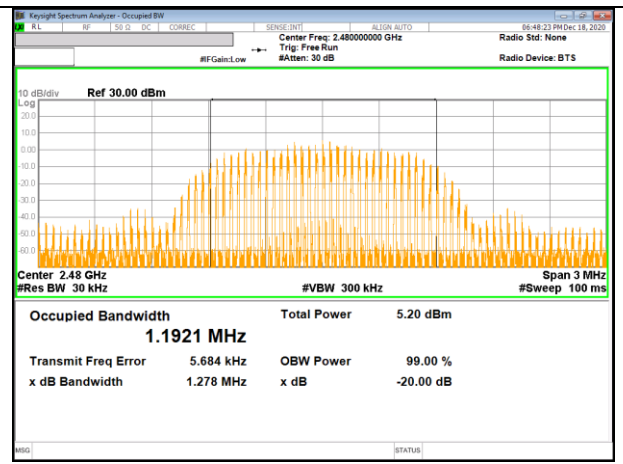 Keysight Spectrum Analyzer - Occupied BW
RL RF 50 Ω DC CORREC SENSE:INT ALIGN AUTO 06:48:23 PM Dec 18, 2020
Center Freq: 2.480000000 GHz Radio Std: None
Trig: Free Run
#IFGain:Low #Atten: 30 dB Radio Device: BTS
10 dB/div Ref 30.00 dBm
Log
20.0
10.0
0.00
-10.0
-20.0
-30.0
-40.0
-50.0
-60.0
Center 2.48 GHz Span 3 MHz
#Res BW 30 kHz #VBW 300 kHz #Sweep 100 ms
Occupied Bandwidth Total Power 5.20 dBm
1.1921 MHz
Transmit Freq Error 5.684 kHz OBW Power 99.00 %
x dB Bandwidth 1.278 MHz x dB -20.00 dB
MSG STATUS